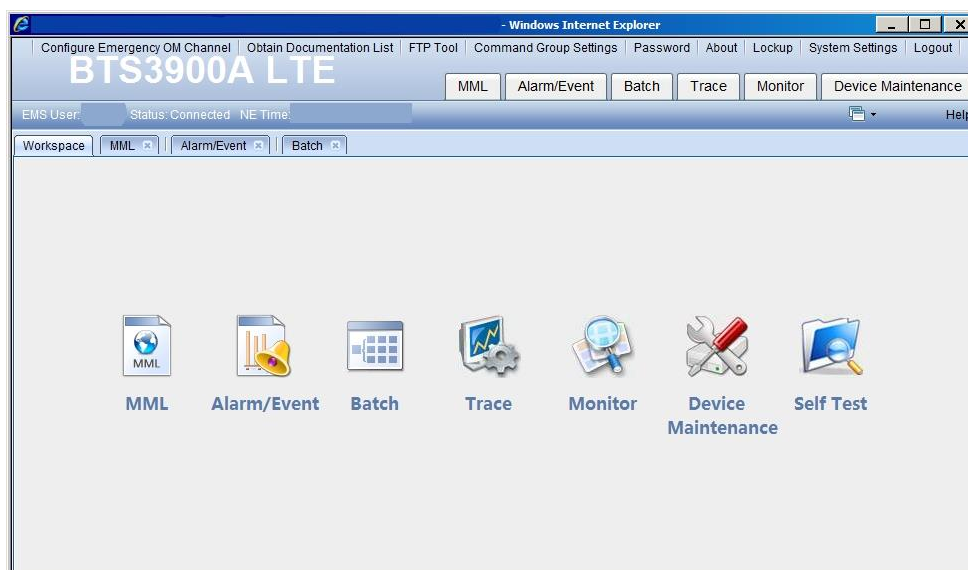 - Windows Internet Explorer
Configure Emergency OM Channel | Obtain Documentation List | FTP Tool | Command Group Settings | Password | About | Lockup | System Settings | Logout
BTS3900A LTE
MML Alarm/Event Batch Trace Monitor Device Maintenance
EMS User: Status: Connected NE Time: Help
Workspace MML Alarm/Event Batch
MML
MML Alarm/Event Batch Trace Monitor Device Maintenance Self Test